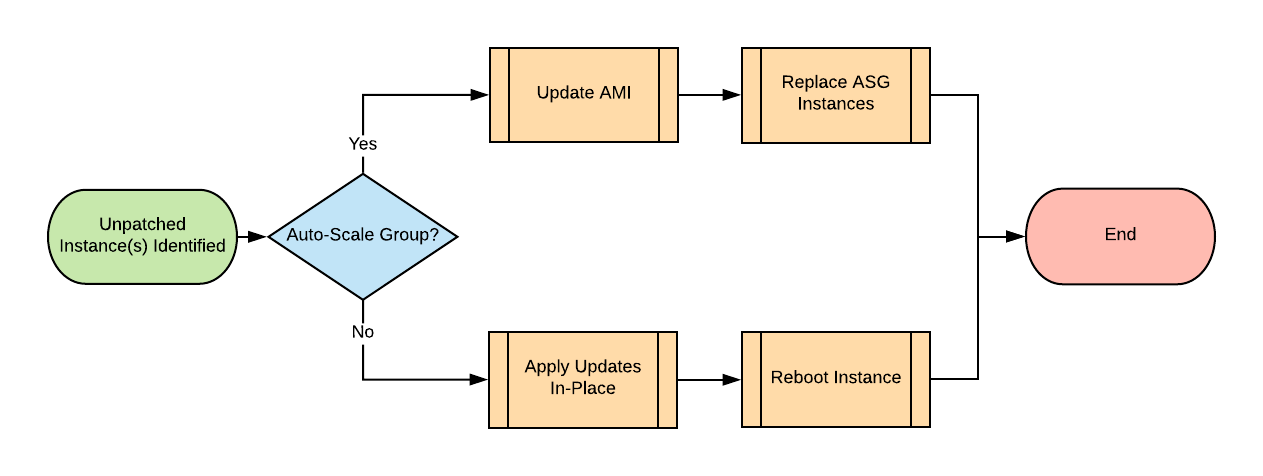 Unpatched
Instance(s) Identified
Auto-Scale Group?
Yes
Update AMI
Replace ASG
Instances
No
Apply Updates
In-Place
Reboot Instance
End